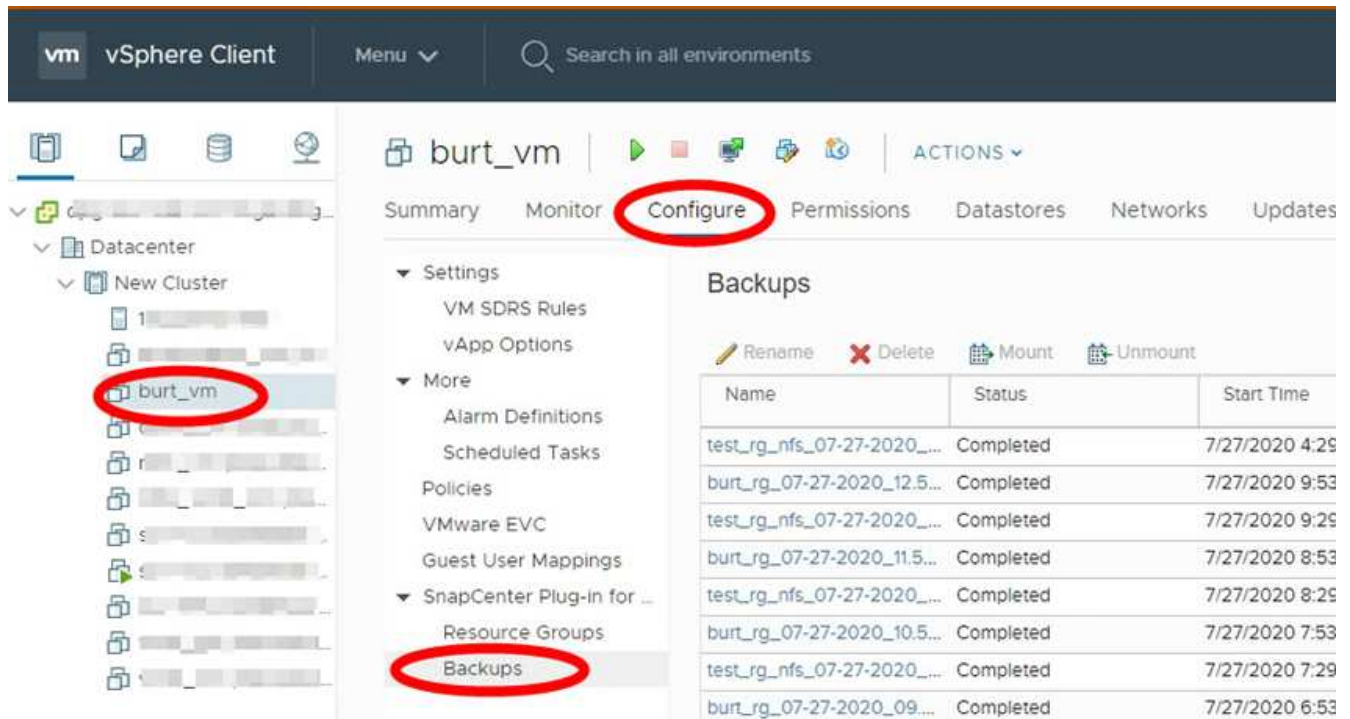 vm vSphere Client Menu Search in all environments
burt_vm ACTIONS
Summary Monitor Configure Permissions Datastores Networks Updates
Datacenter
New Cluster
burt_vm
Settings
VM SDRS Rules
vApp Options
More
Alarm Definitions
Scheduled Tasks
Policies
VMware EVC
Guest User Mappings
SnapCenter Plug-in for ...
Resource Groups
Backups
Backups
Rename Delete Mount Unmount
Name Status Start Time
test_rg_nfs_07-27-2020_... Completed 7/27/2020 4:29
burt_rg_07-27-2020_12.5... Completed 7/27/2020 9:53
test_rg_nfs_07-27-2020_... Completed 7/27/2020 9:29
burt_rg_07-27-2020_11.5... Completed 7/27/2020 8:53
test_rg_nfs_07-27-2020_... Completed 7/27/2020 8:29
burt_rg_07-27-2020_10.5... Completed 7/27/2020 7:53
test_rg_nfs_07-27-2020_... Completed 7/27/2020 7:29
burt_rg_07-27-2020_09.... Completed 7/27/2020 6:53